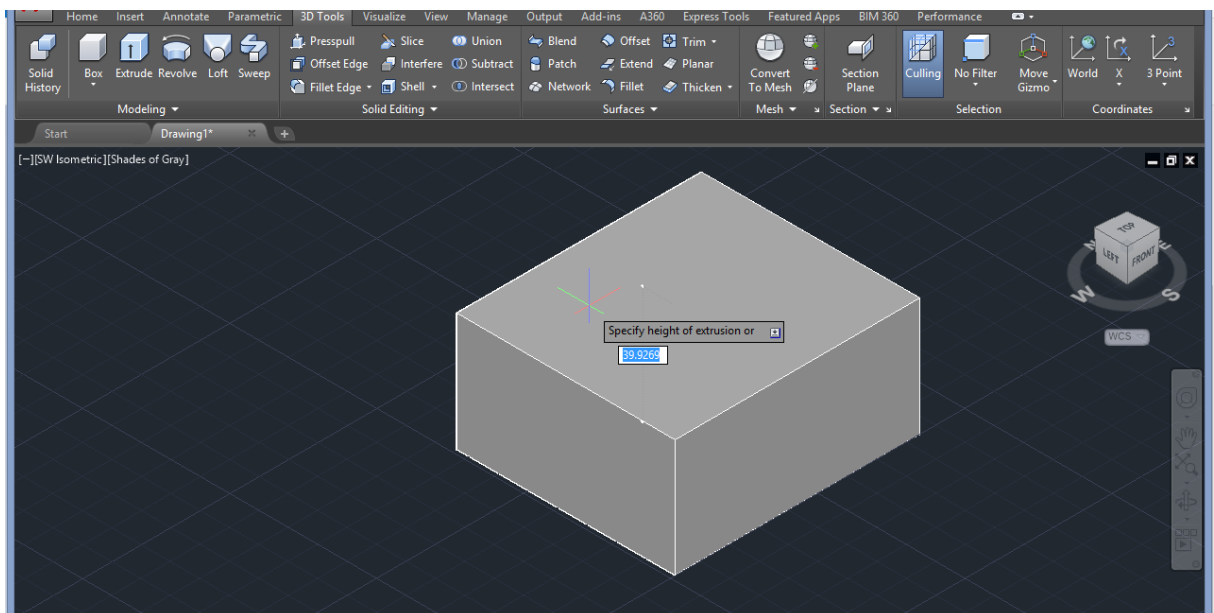 Home Insert Annotate Parametric 3D Tools Visualize View Manage Output Add-ins A360 Express Tools Featured Apps BIM 360 Performance
Presspull Slice Union Blend Offset Trim
Offset Edge Interfere Subtract Patch Extend Planar
Fillet Edge Shell Intersect Network Fillet Thicken
Solid History
Box Extrude Revolve Loft Sweep
Convert To Mesh
Section Plane
Culling No Filter
Move Gizmo
World X 3 Point
Modeling Solid Editing Surfaces Mesh Section Selection Coordinates
Start Drawing1* +
[−][SW Isometric][Shades of Gray]
TOP
LEFT FRONT
N E
W S
WCS
Specify height of extrusion or
39.9269